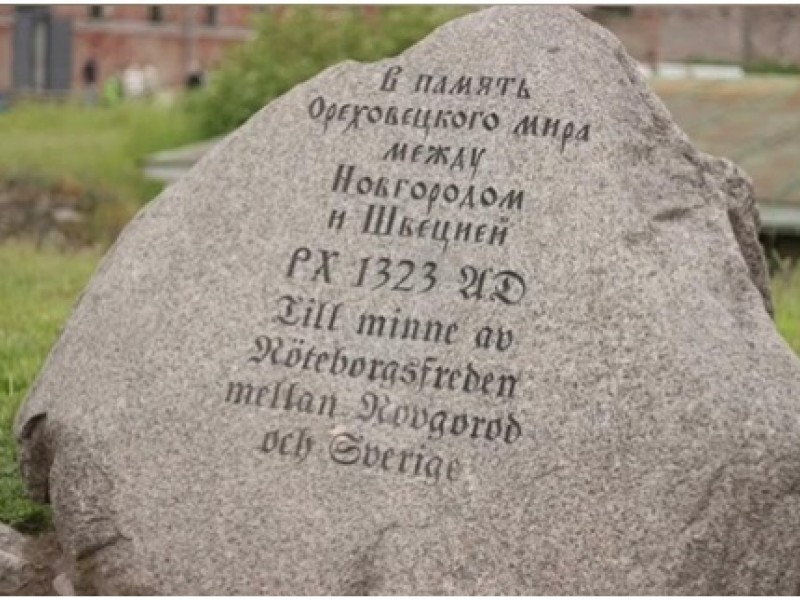 В память
Ореховецкого мира
между
Новгородом
и Швецией
РХ 1323 AD
Till minne av
Nöteborgsfreden
mellan Novgorod
och Sverige